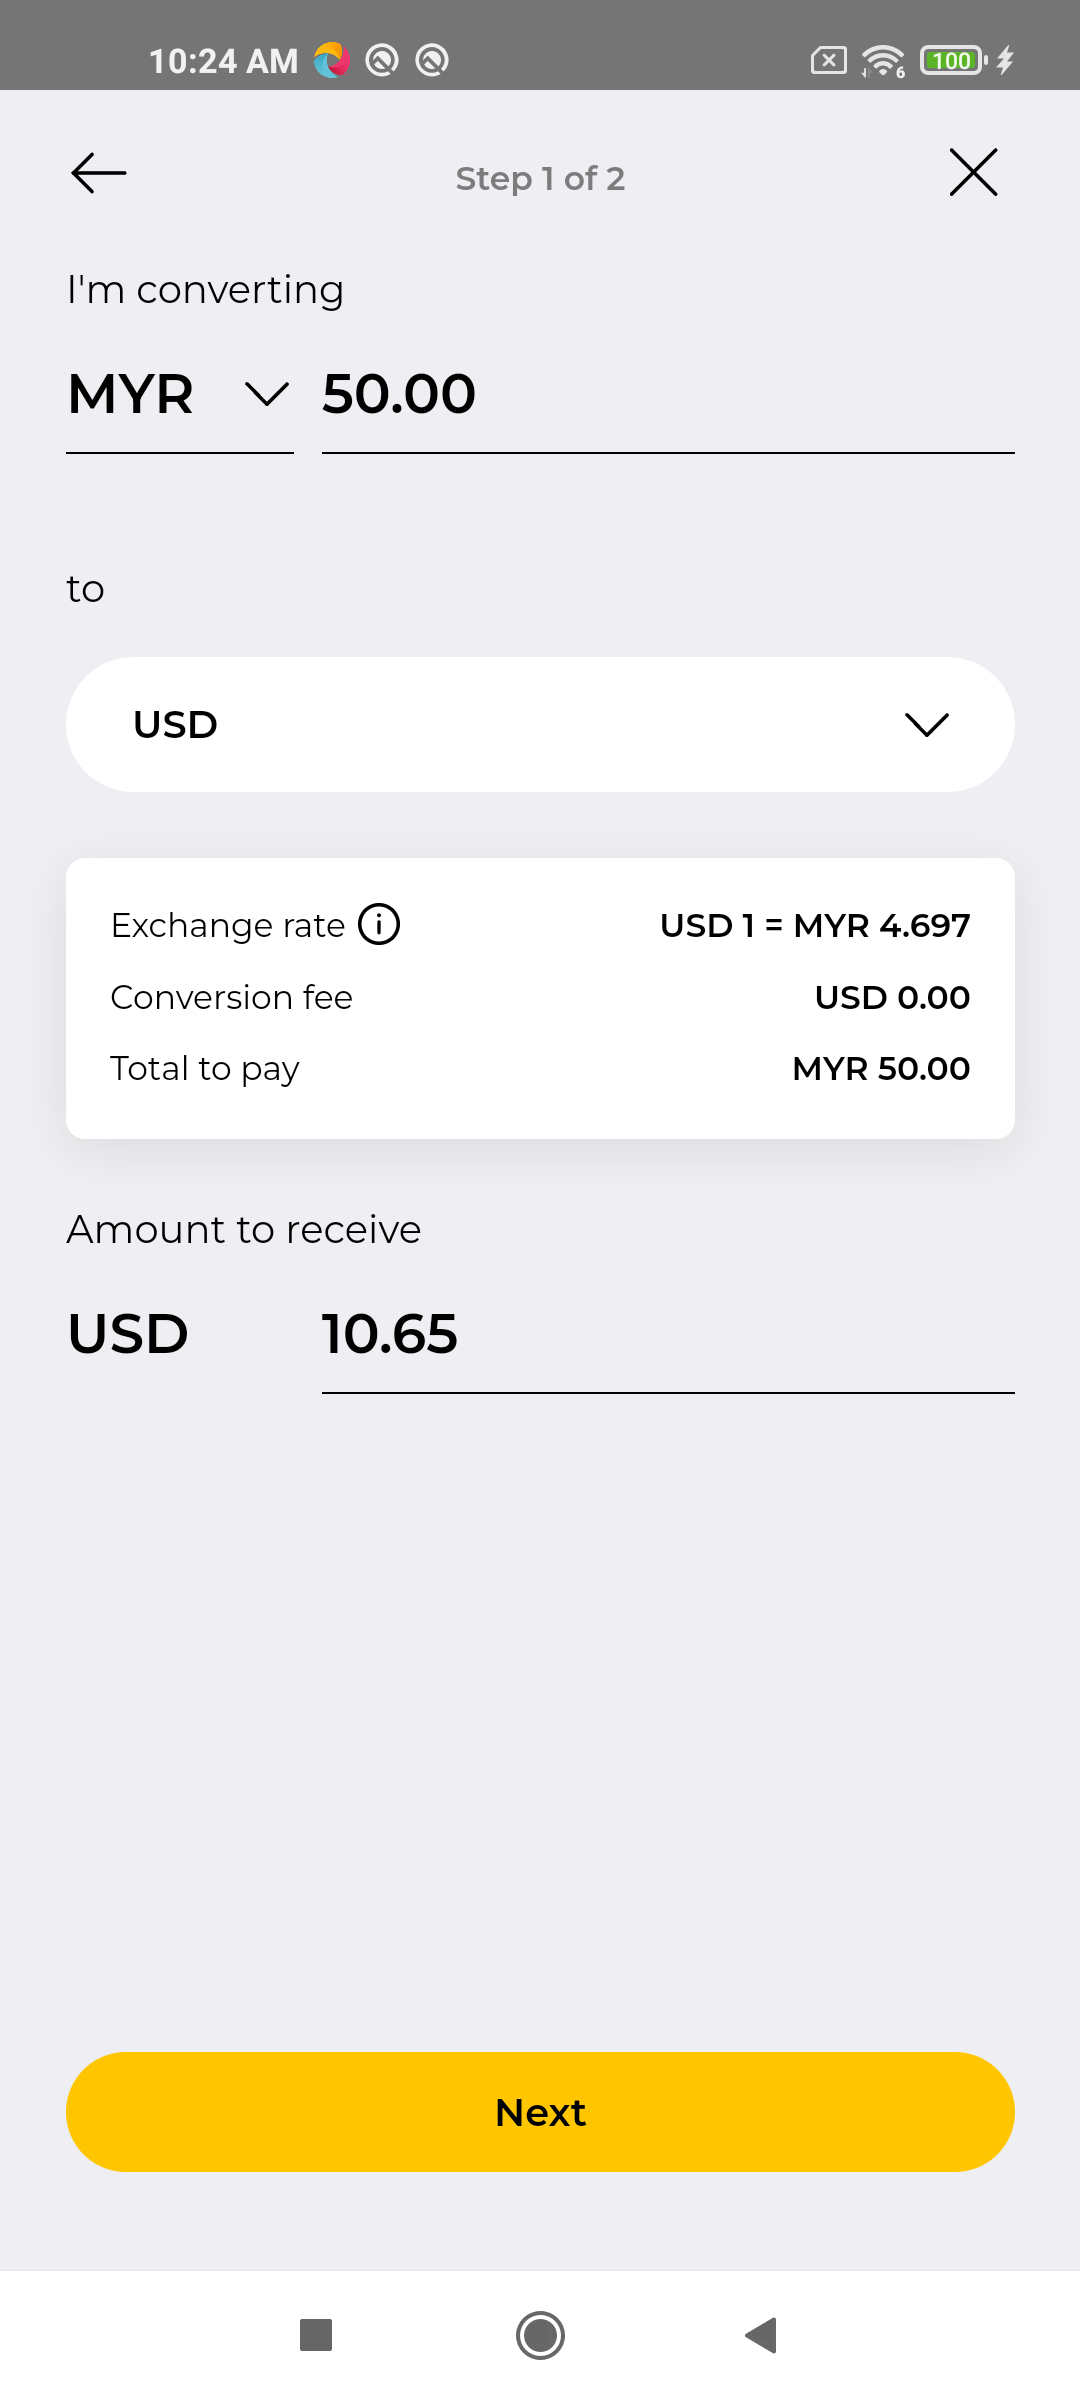 10:24 AM
6
100
Step 1 of 2
I'm converting
MYR 50.00
to
USD
Exchange rate USD 1 = MYR 4.697
Conversion fee USD 0.00
Total to pay MYR 50.00
Amount to receive
USD 10.65
Next